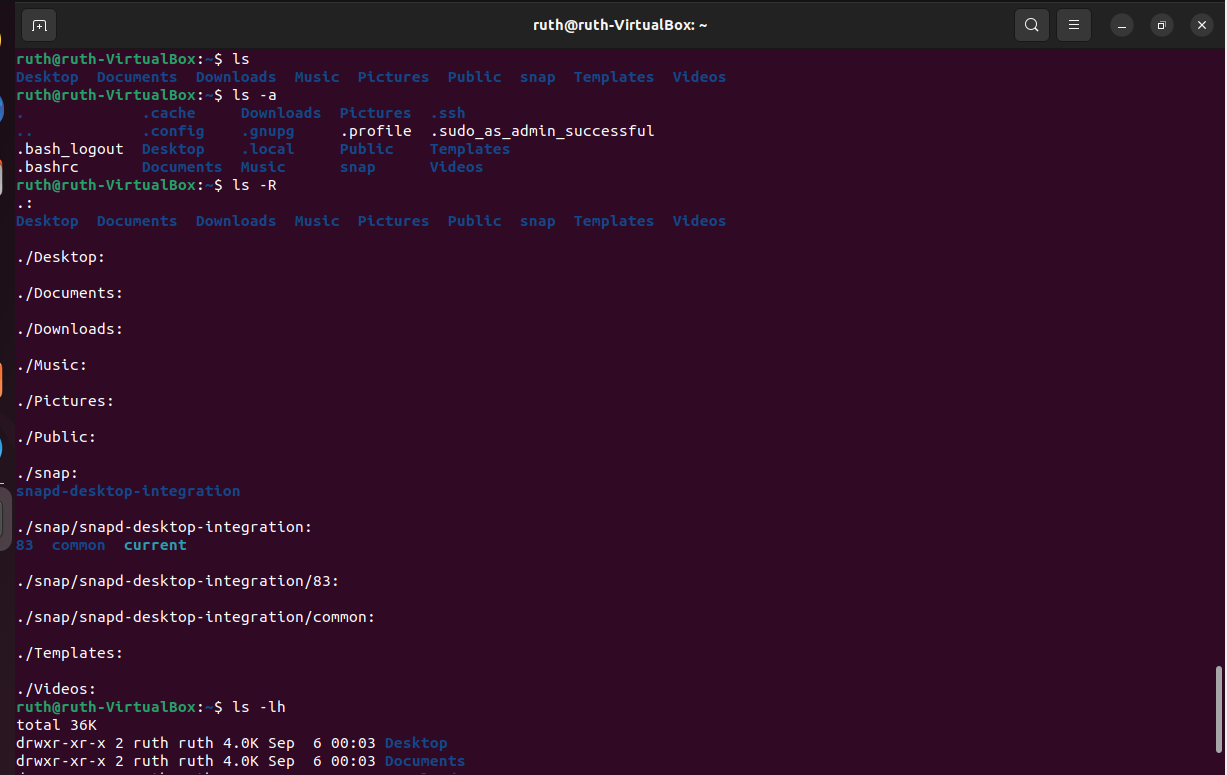 ruth@ruth-VirtualBox: ~
ruth@ruth-VirtualBox:~$ ls
Desktop  Documents  Downloads  Music  Pictures  Public  snap  Templates  Videos
ruth@ruth-VirtualBox:~$ ls -a
.             .cache     Downloads  Pictures  .ssh
..            .config    .gnupg     .profile  .sudo_as_admin_successful
.bash_logout  Desktop    .local     Public    Templates
.bashrc       Documents  Music      snap      Videos
ruth@ruth-VirtualBox:~$ ls -R
.:
Desktop  Documents  Downloads  Music  Pictures  Public  snap  Templates  Videos
./Desktop:
./Documents:
./Downloads:
./Music:
./Pictures:
./Public:
./snap:
snapd-desktop-integration
./snap/snapd-desktop-integration:
83  common  current
./snap/snapd-desktop-integration/83:
./snap/snapd-desktop-integration/common:
./Templates:
./Videos:
ruth@ruth-VirtualBox:~$ ls -lh
total 36K
drwxr-xr-x 2 ruth ruth 4.0K Sep  6 00:03 Desktop
drwxr-xr-x 2 ruth ruth 4.0K Sep  6 00:03 Documents